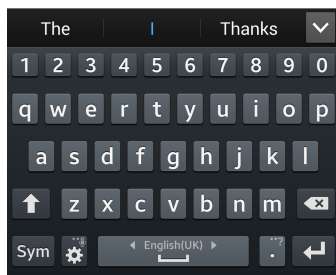 The I Thanks
1 2 3 4 5 6 7 8 9 0
q w e r t y u i o p
a s d f g h j k l
z x c v b n m
Sym English(UK) . ?